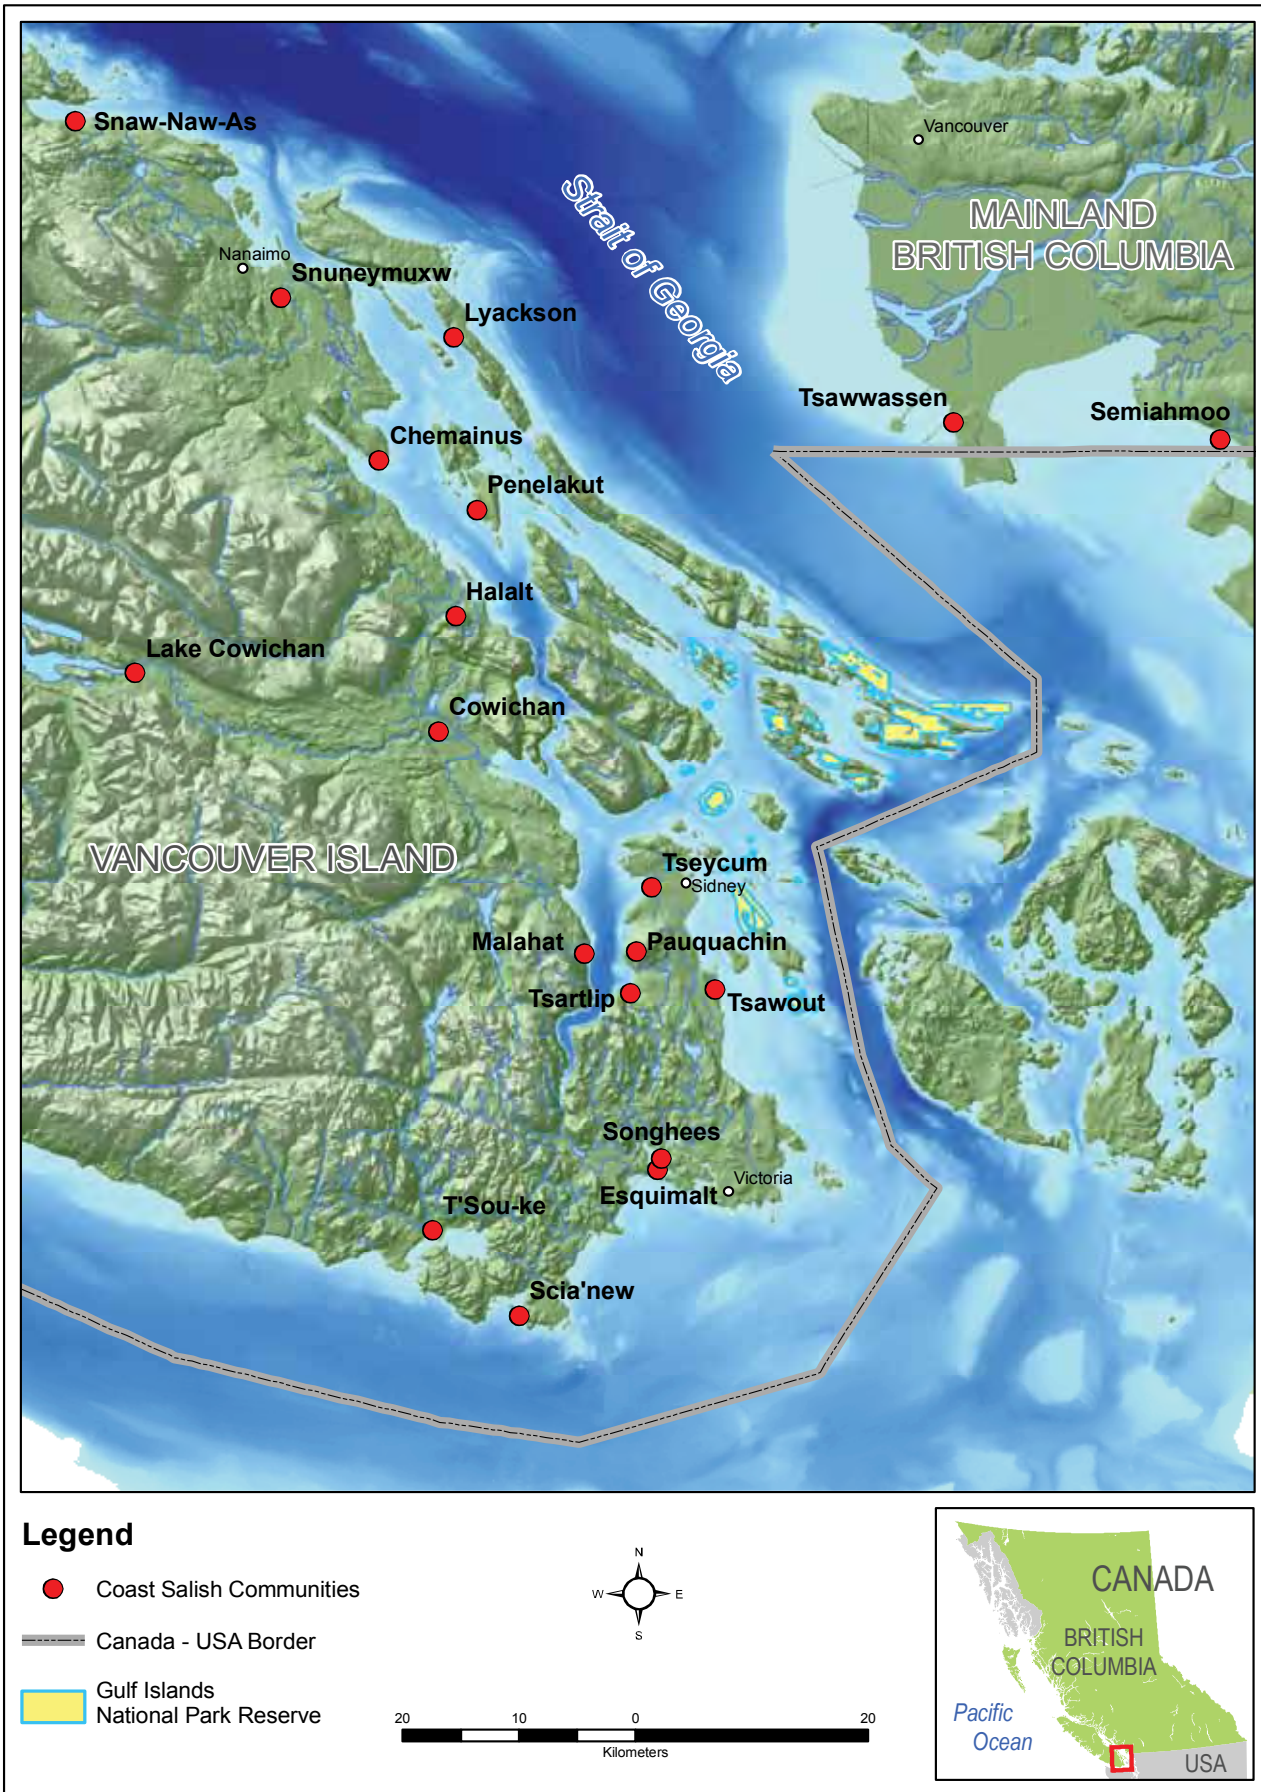 Snaw-Naw-As
Vancouver
Strait of Georgia
MAINLAND
BRITISH COLUMBIA
Nanaimo
Snuneymuxw
Lyackson
Tsawwassen
Semiahmoo
Chemainus
Penelakut
Halalt
Lake Cowichan
Cowichan
VANCOUVER ISLAND
Tseycum
Sidney
Malahat
Pauquachin
Tsartlip
Tsawout
Songhees
Esquimalt
Victoria
T'Sou-ke
Scia'new
Legend
Coast Salish Communities
Canada - USA Border
Gulf Islands
National Park Reserve
N
W
E
S
20
10
0
20
Kilometers
CANADA
BRITISH
COLUMBIA
Pacific
Ocean
USA